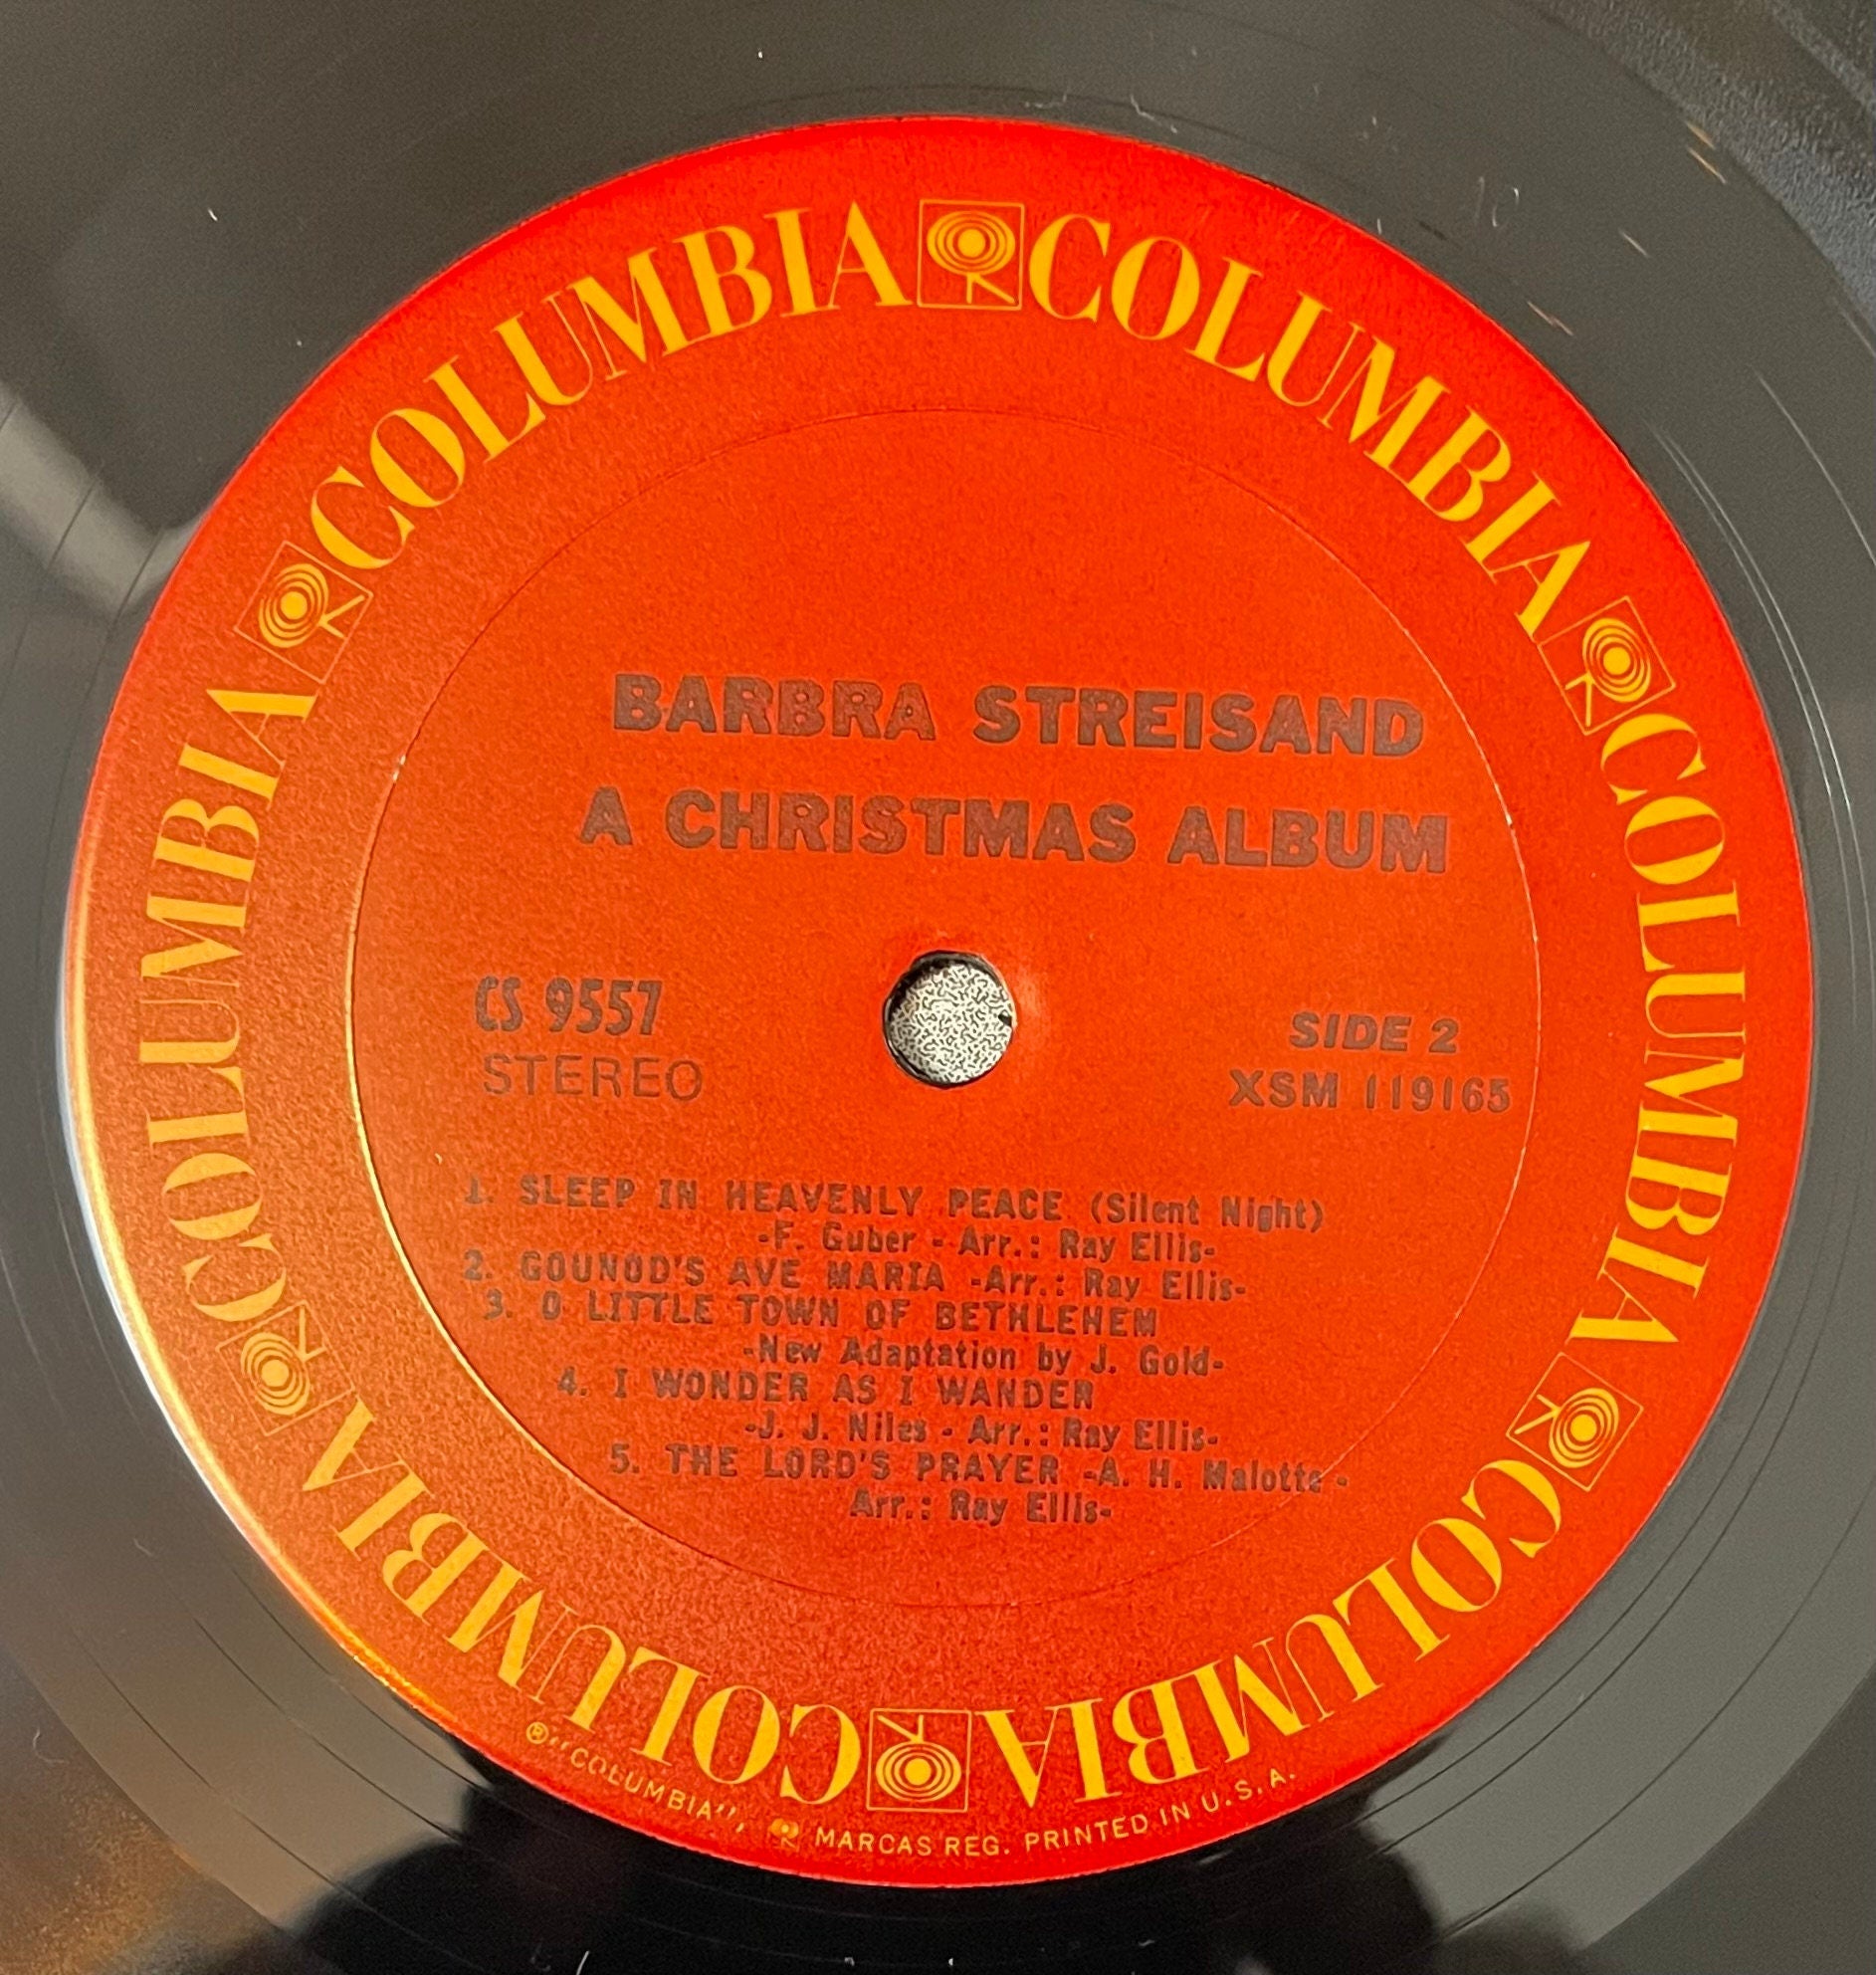 COLUMBIA COLUMBIA COLUMBIA COLUMBIA COLUMBIA COLUMBIA
BARBRA STREISAND
A CHRISTMAS ALBUM
CS 9557
STEREO
SIDE 2
XSM 119165
1. SLEEP IN HEAVENLY PEACE (Silent Night)
-F. Guber - Arr.: Ray Ellis-
2. GOUNOD'S AVE MARIA -Arr.: Ray Ellis-
3. O LITTLE TOWN OF BETHLEHEM
-New Adaptation by J. Gold-
4. I WONDER AS I WANDER
-J. J. Niles - Arr.: Ray Ellis-
5. THE LORD'S PRAYER -A. H. Malotte -
Arr.: Ray Ellis-
® "COLUMBIA", MARCAS REG. PRINTED IN U.S.A.